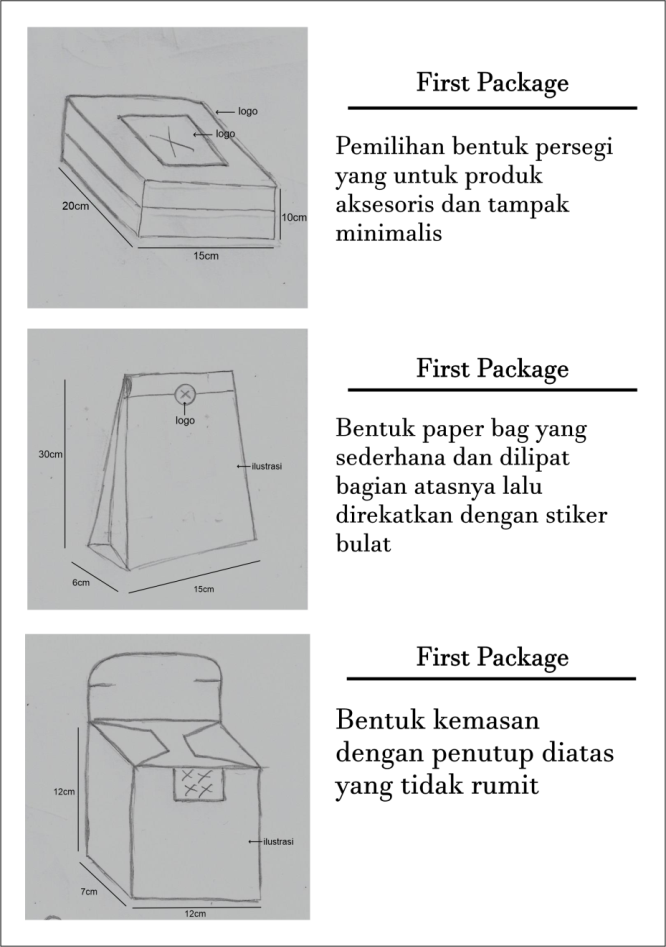 First Package
logo
logo
20cm
10cm
15cm
Pemilihan bentuk persegi
yang untuk produk
aksesoris dan tampak
minimalis
First Package
logo
30cm
ilustrasi
6cm
15cm
Bentuk paper bag yang
sederhana dan dilipat
bagian atasnya lalu
direkatkan dengan stiker
bulat
First Package
12cm
ilustrasi
7cm
12cm
Bentuk kemasan
dengan penutup diatas
yang tidak rumit